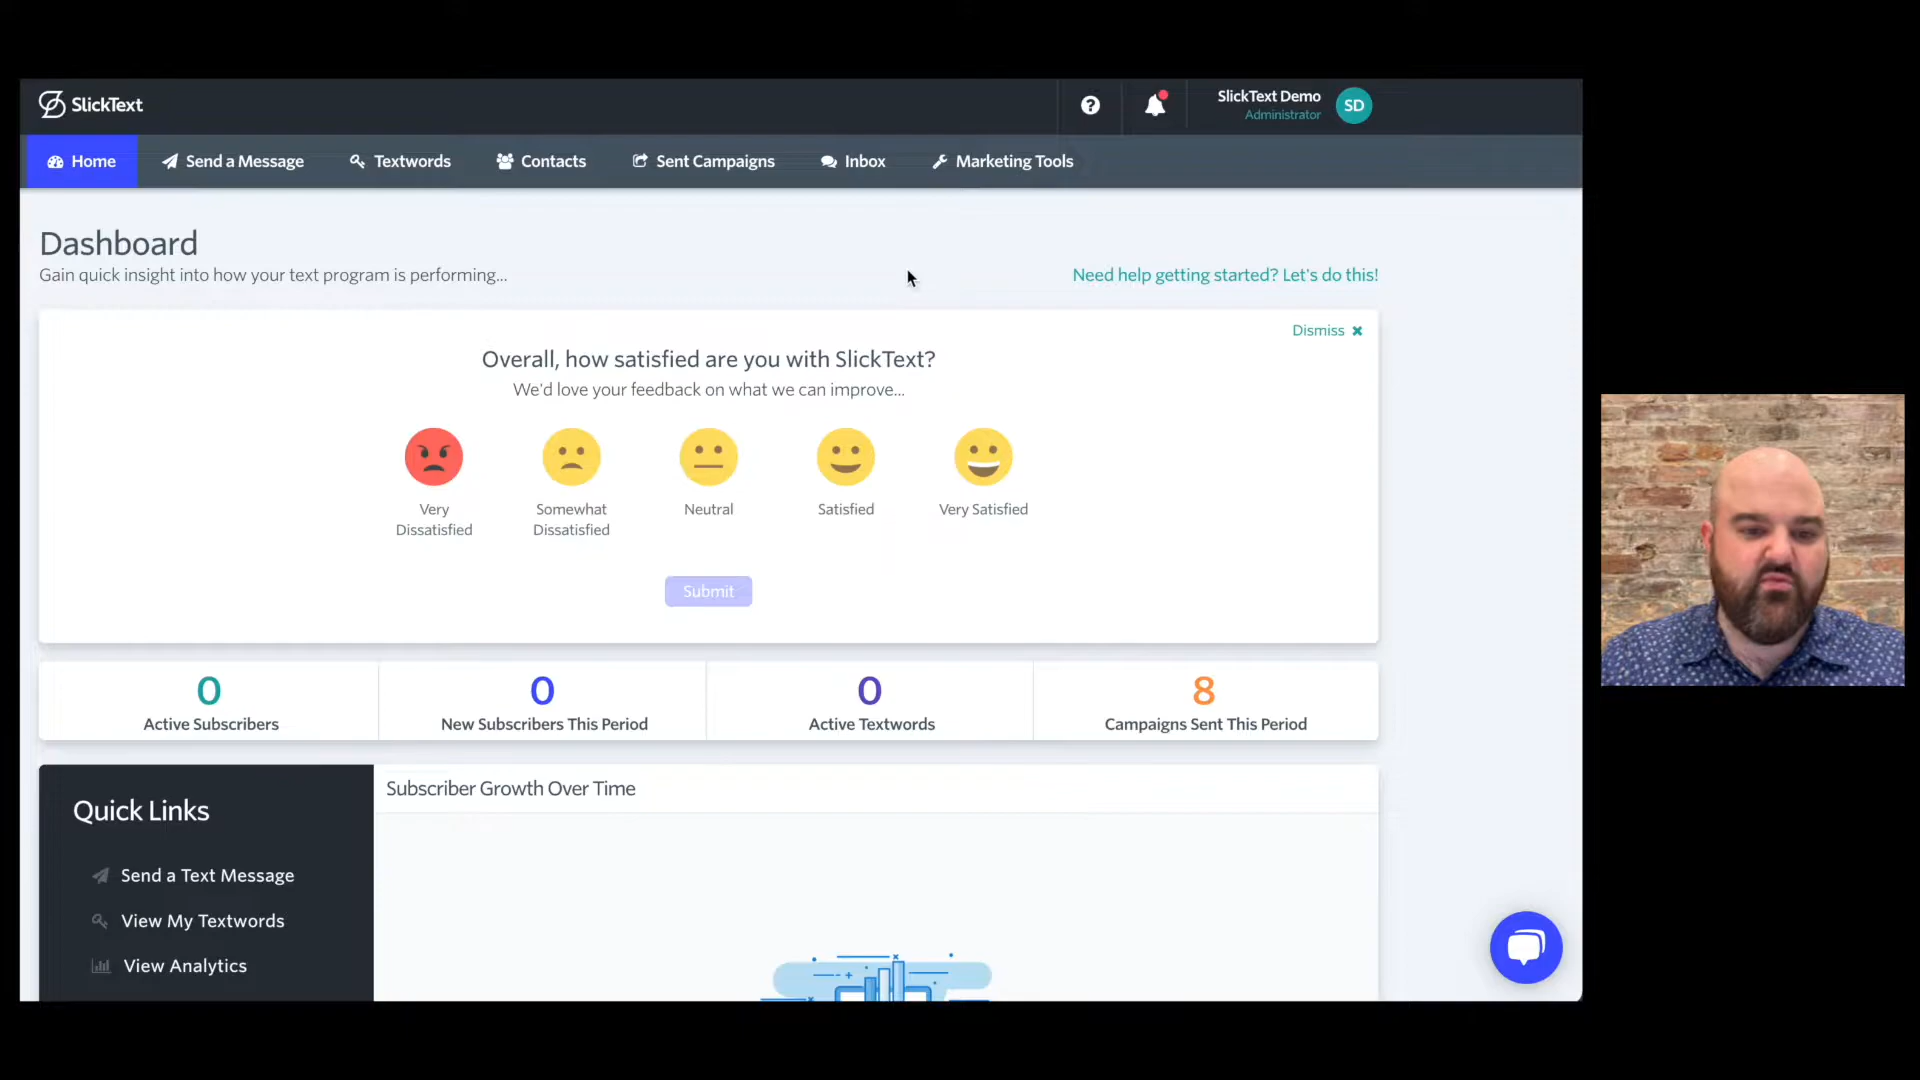 SlickText
?
SlickText Demo
Administrator
SD
Home
Send a Message
Textwords
Contacts
Sent Campaigns
Inbox
Marketing Tools
Dashboard
Gain quick insight into how your text program is performing...
Need help getting started? Let's do this!
Dismiss ✖
Overall, how satisfied are you with SlickText?
We'd love your feedback on what we can improve...
Very
Dissatisfied
Somewhat
Dissatisfied
Neutral
Satisfied
Very Satisfied
Submit
0
Active Subscribers
0
New Subscribers This Period
0
Active Textwords
8
Campaigns Sent This Period
Quick Links
Send a Text Message
View My Textwords
View Analytics
Subscriber Growth Over Time